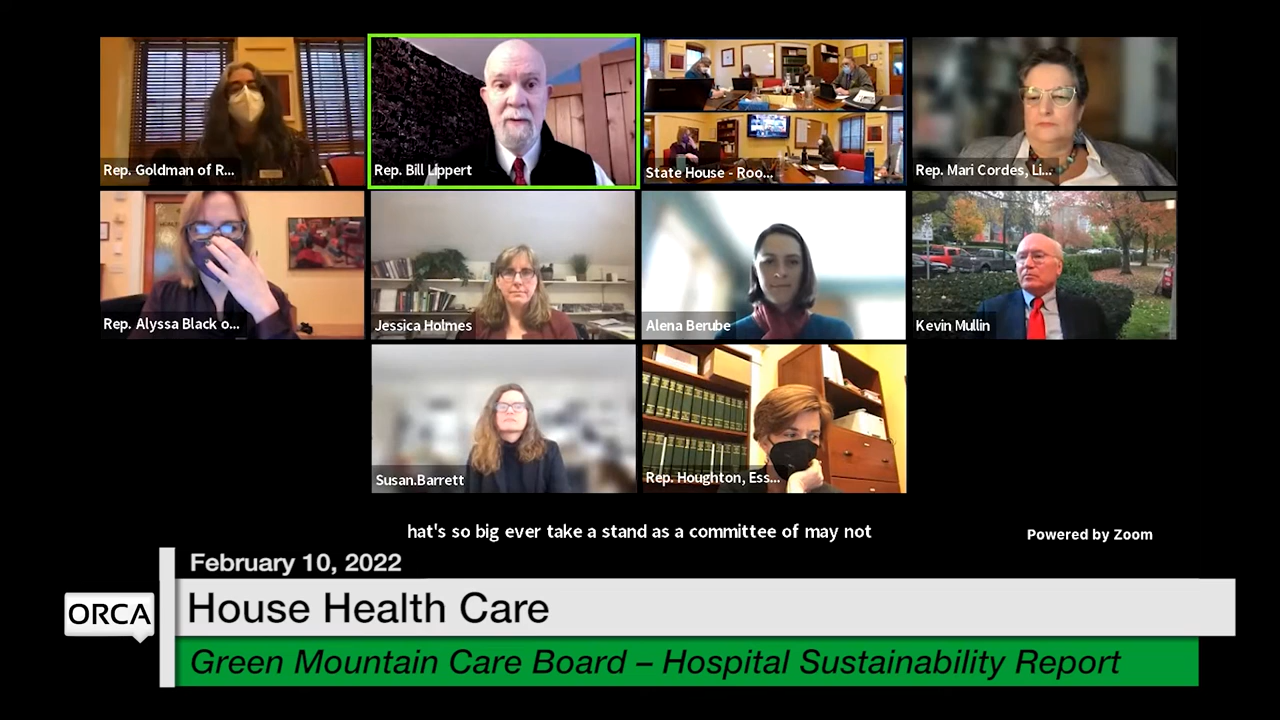 Rep. Goldman of R...
Rep. Bill Lippert
State House - Roo...
Rep. Mari Cordes, Li...
Rep. Alyssa Black o...
Jessica Holmes
Alena Berube
Kevin Mullin
Susan.Barrett
Rep. Houghton, Ess...
hat's so big ever take a stand as a committee of may not
Powered by Zoom
February 10, 2022
ORCA
House Health Care
Green Mountain Care Board – Hospital Sustainability Report